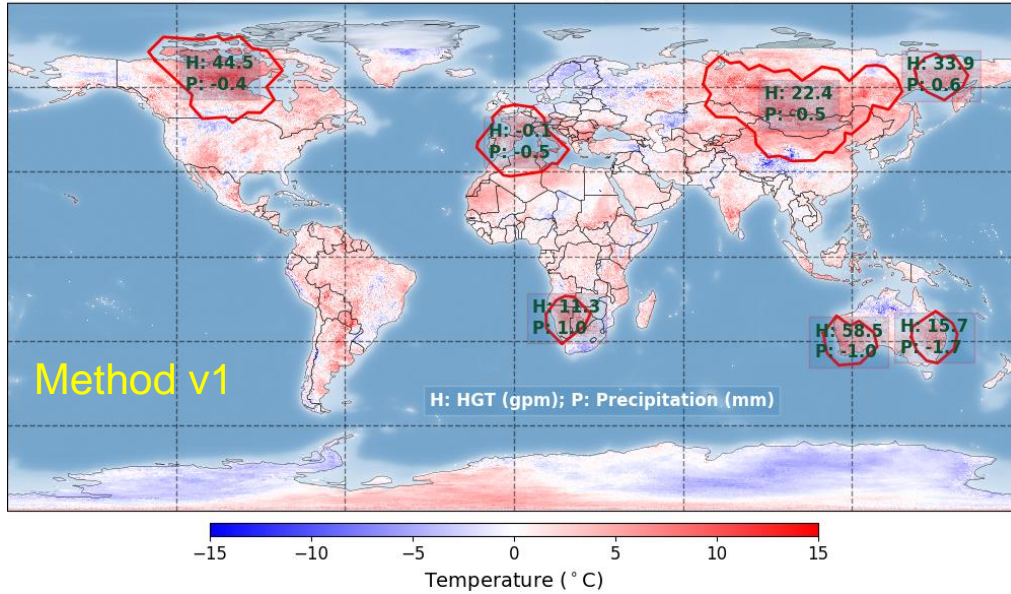 H: 44.5
P: -0.4
H: 33.9
P: 0.6
H: 22.4
P: -0.5
H: -0.1
P: -0.5
H: 11.3
P: 1.0
H: 58.5
P: -1.0
H: 15.7
P: -1.7
Method v1
H: HGT (gpm); P: Precipitation (mm)
−15 −10 −5 0 5 10 15
Temperature (°C)